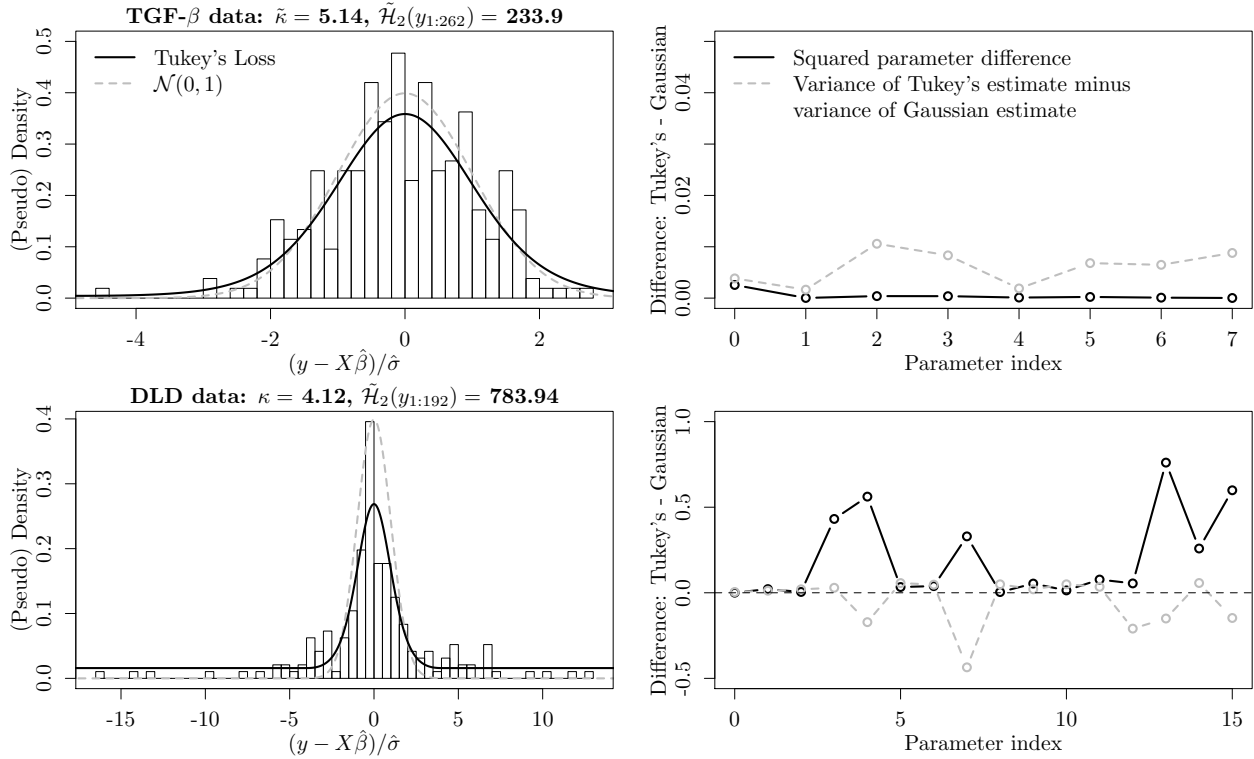 TGF-β data: κ̃ = 5.14, H̃₂(y₁:₂₆₂) = 233.9
(Pseudo) Density
0.0 0.1 0.2 0.3 0.4 0.5
Tukey's Loss
𝒩(0, 1)
-4 -2 0 2
(y − Xβ̂)/σ̂
Difference: Tukey's - Gaussian
0.00 0.02 0.04
Squared parameter difference
Variance of Tukey's estimate minus
variance of Gaussian estimate
0 1 2 3 4 5 6 7
Parameter index
DLD data: κ = 4.12, H̃₂(y₁:₁₉₂) = 783.94
(Pseudo) Density
0.0 0.1 0.2 0.3 0.4
-15 -10 -5 0 5 10
(y − Xβ̂)/σ̂
Difference: Tukey's - Gaussian
-0.5 0.0 0.5 1.0
0 5 10 15
Parameter index